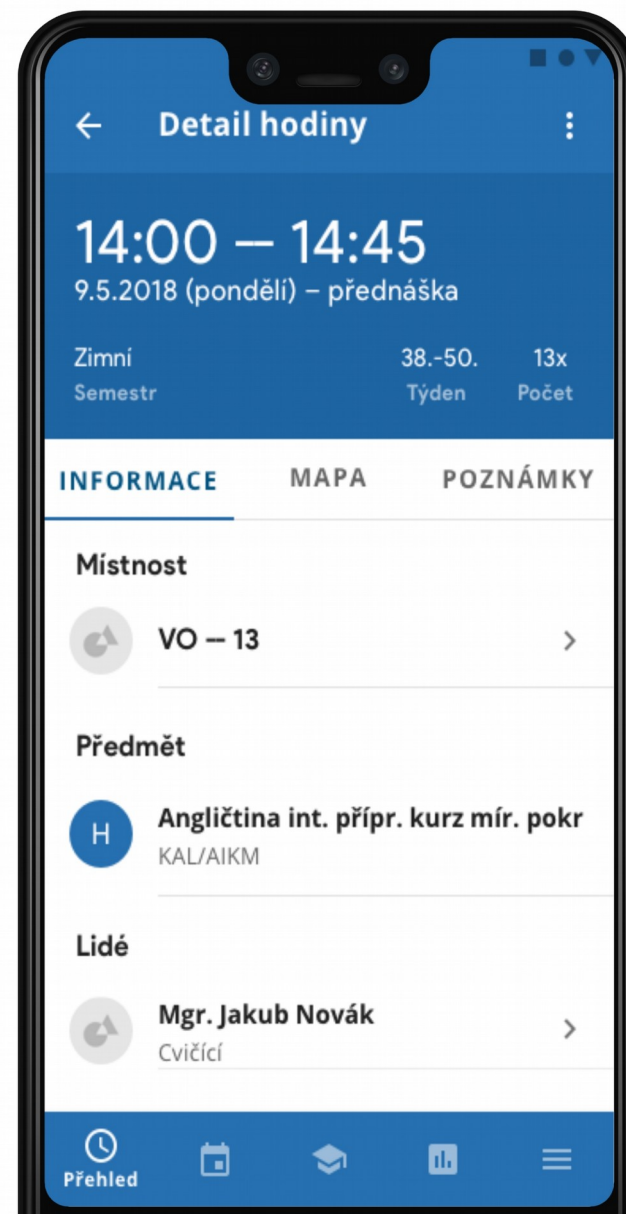 Detail hodiny
14:00 — 14:45
9.5.2018 (pondělí) – přednáška
Zimní 38.-50. 13x
Semestr Týden Počet
INFORMACE MAPA POZNÁMKY
Místnost
VO — 13
Předmět
H
Angličtina int. přípr. kurz mír. pokr
KAL/AIKM
Lidé
Mgr. Jakub Novák
Cvičící
Přehled